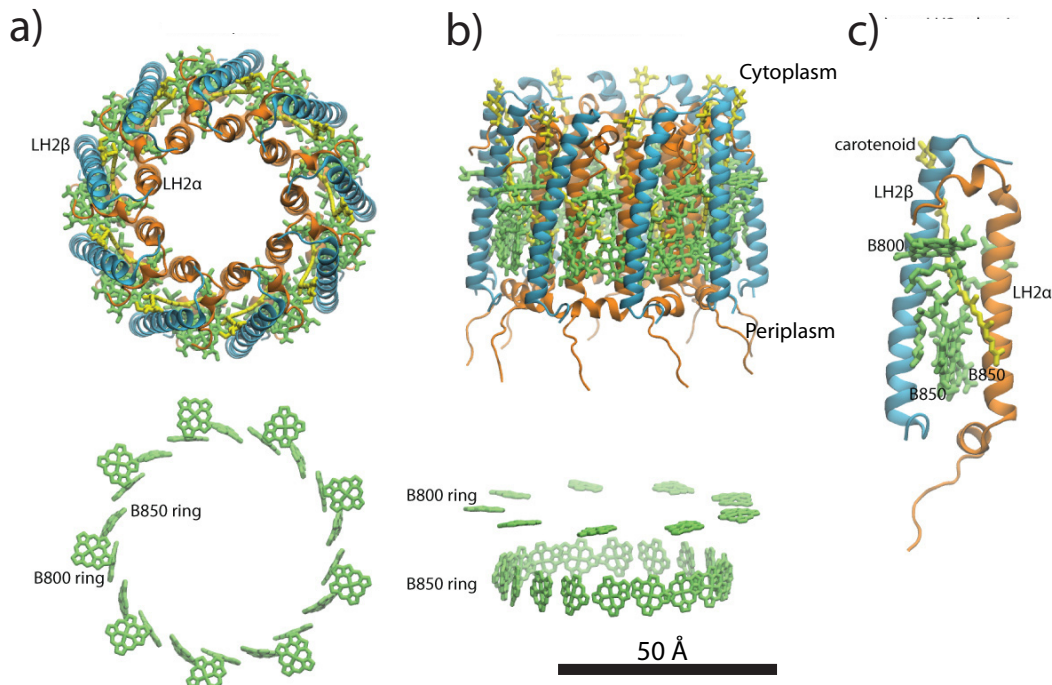 a)
b)
c)
Cytoplasm
LH2β
LH2α
Periplasm
carotenoid
LH2β
B800
LH2α
B850
B850
B850 ring
B800 ring
B800 ring
B850 ring
50 Å